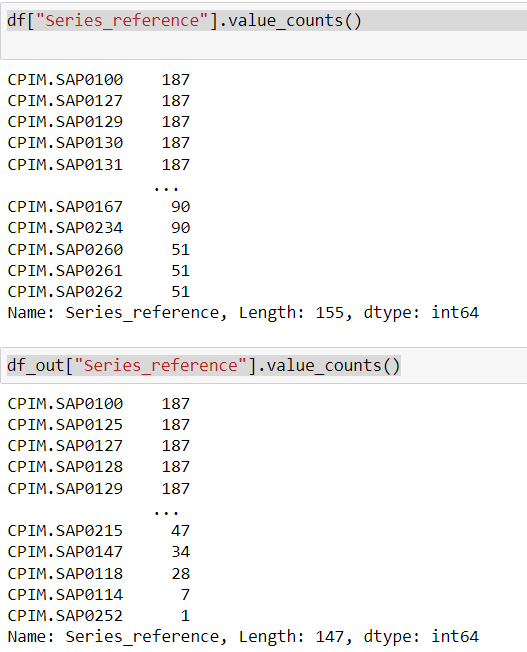 df["Series_reference"].value_counts()
CPIM.SAP0100    187
CPIM.SAP0127    187
CPIM.SAP0129    187
CPIM.SAP0130    187
CPIM.SAP0131    187
...
CPIM.SAP0167     90
CPIM.SAP0234     90
CPIM.SAP0260     51
CPIM.SAP0261     51
CPIM.SAP0262     51
Name: Series_reference, Length: 155, dtype: int64
df_out["Series_reference"].value_counts()
CPIM.SAP0100    187
CPIM.SAP0125    187
CPIM.SAP0127    187
CPIM.SAP0128    187
CPIM.SAP0129    187
...
CPIM.SAP0215     47
CPIM.SAP0147     34
CPIM.SAP0118     28
CPIM.SAP0114      7
CPIM.SAP0252      1
Name: Series_reference, Length: 147, dtype: int64